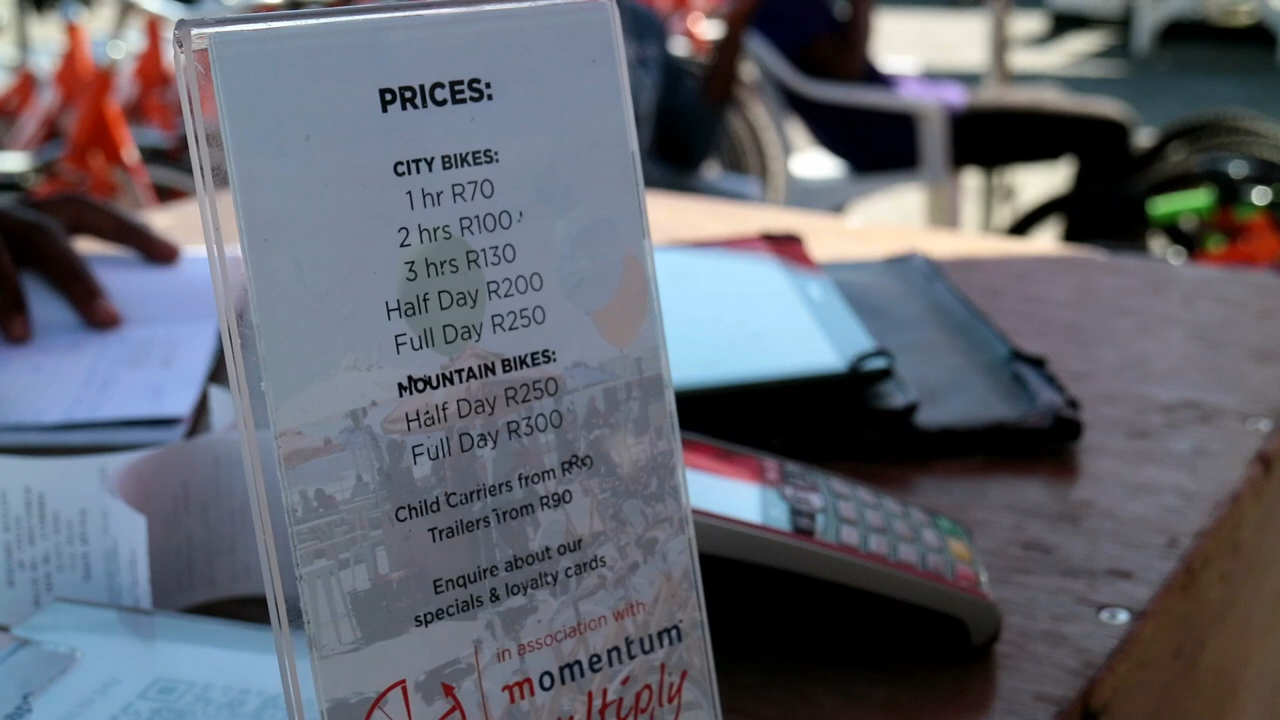 PRICES:
CITY BIKES:
1 hr R70
2 hrs R100
3 hrs R130
Half Day R200
Full Day R250
MOUNTAIN BIKES:
Half Day R250
Full Day R300
Child Carriers from
Trailers from R90
Enquire about our
specials & loyalty cards
in association with
momentum
multiply